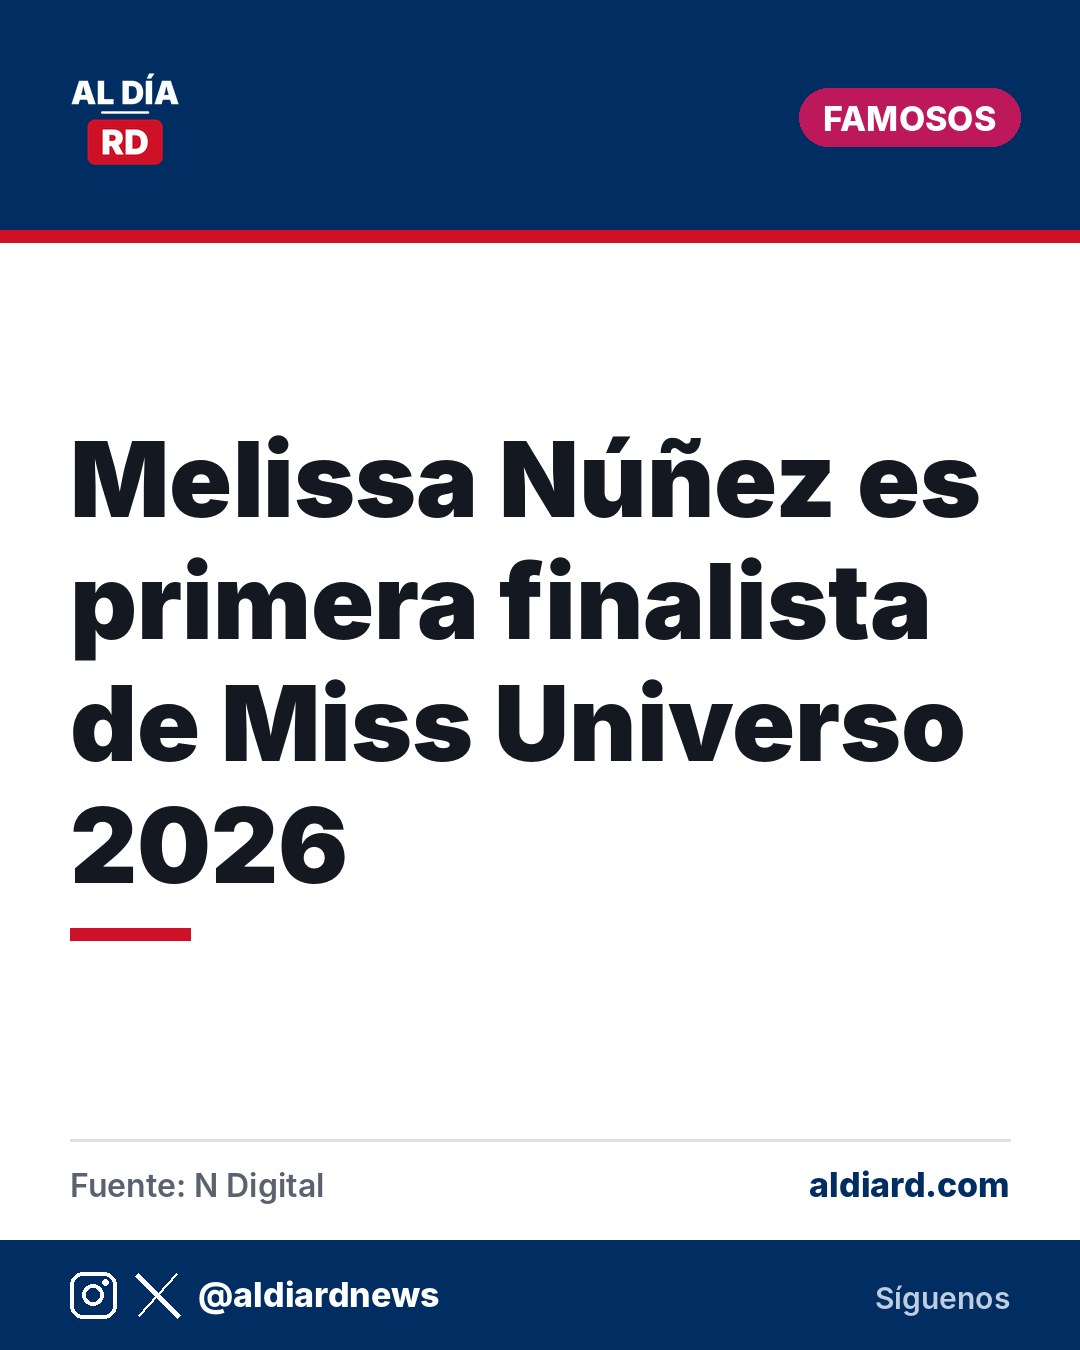 AL DÍA
RD
FAMOSOS
Melissa Núñez es
primera finalista
de Miss Universo
2026
Fuente: N Digital
aldiard.com
@aldiardnews
Síguenos